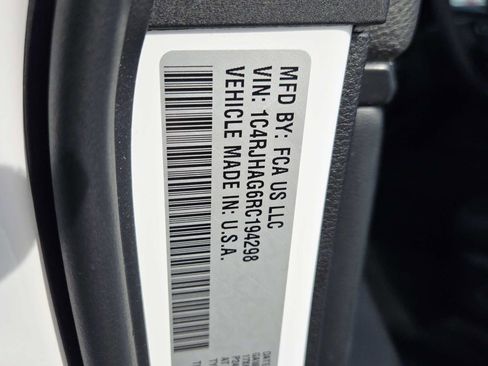 MFD BY: FCA US LLC
VIN: 1C4RJHAG6RC194298
VEHICLE MADE IN: U.S.A.